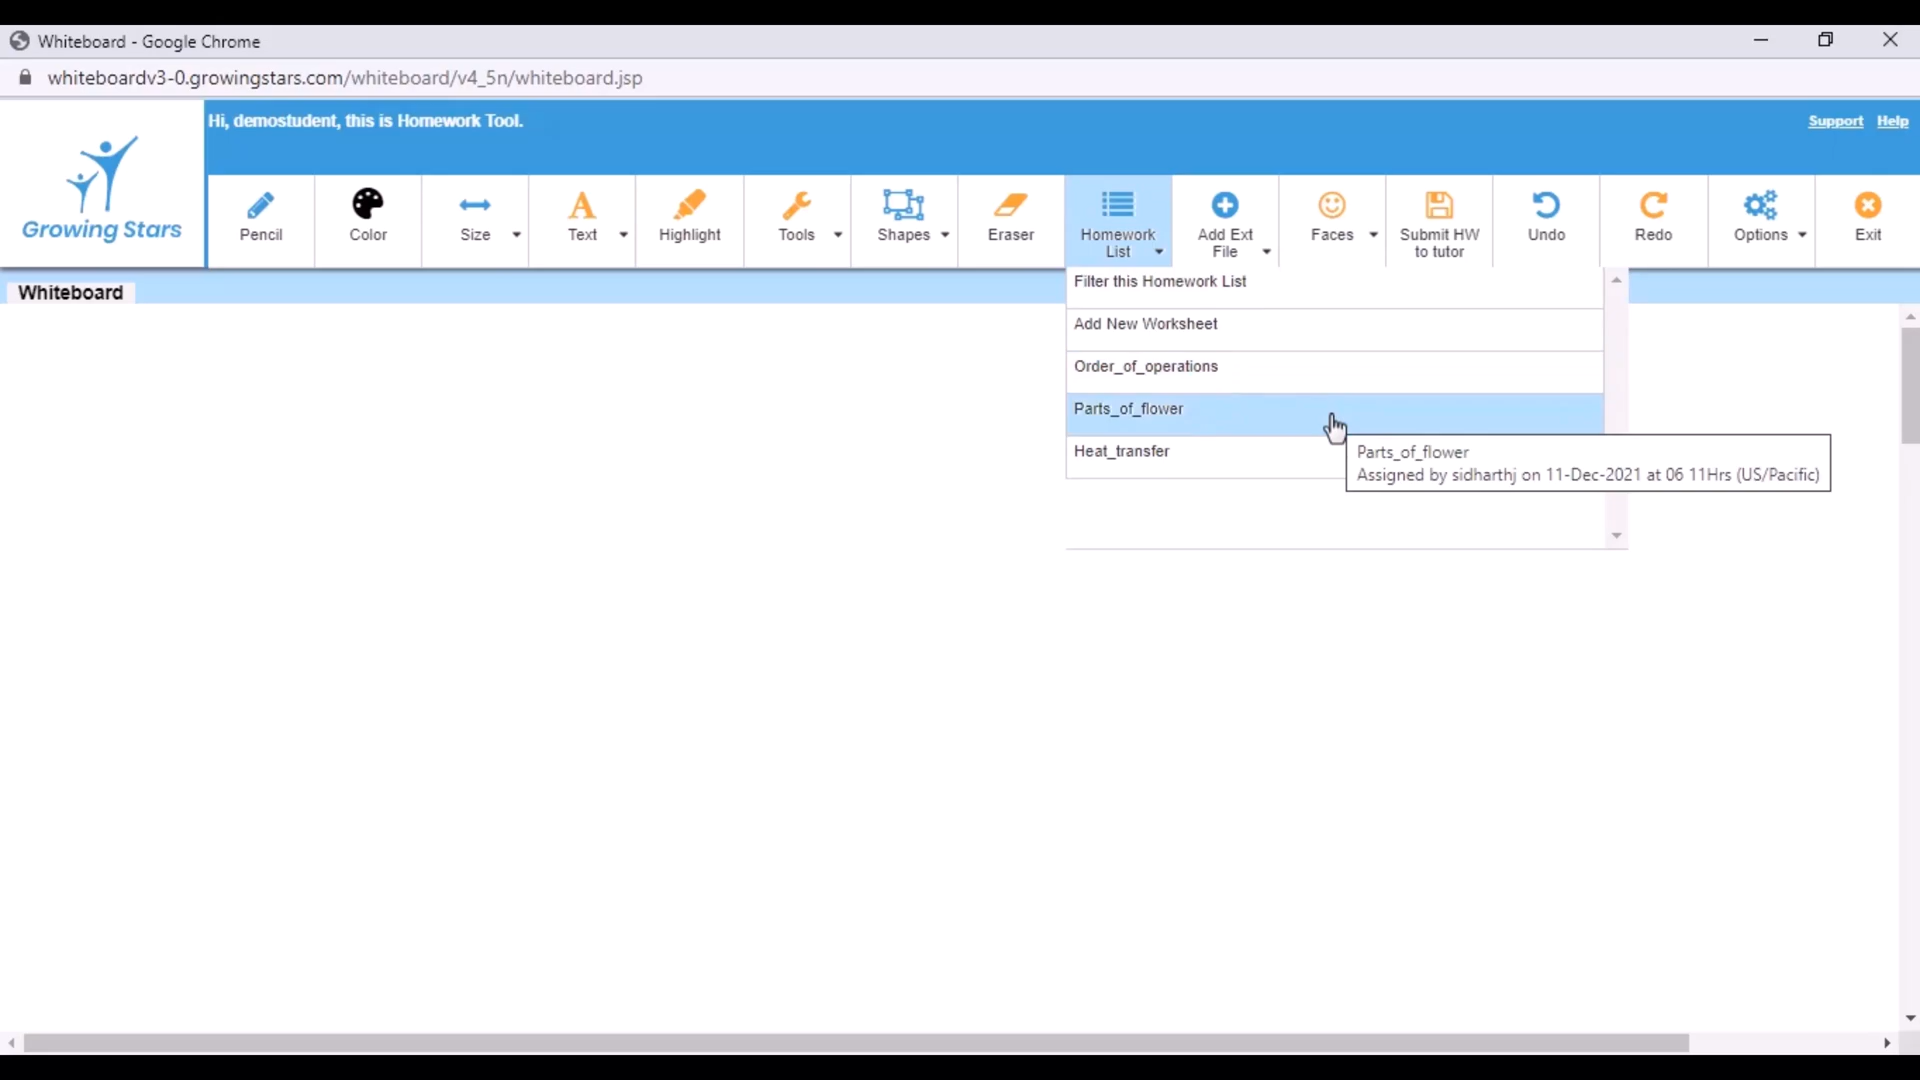 Whiteboard - Google Chrome
whiteboardv3-0.growingstars.com/whiteboard/v4_5n/whiteboard.jsp
Hi, demostudent, this is Homework Tool.
Support Help
Growing Stars
Pencil
Color
Size
Text
Highlight
Tools
Shapes
Eraser
Homework
List
Add Ext
File
Faces
Submit HW
to tutor
Undo
Redo
Options
Exit
Whiteboard
Filter this Homework List
Add New Worksheet
Order_of_operations
Parts_of_flower
Heat_transfer
Parts_of_flower
Assigned by sidharthj on 11-Dec-2021 at 06 11Hrs (US/Pacific)